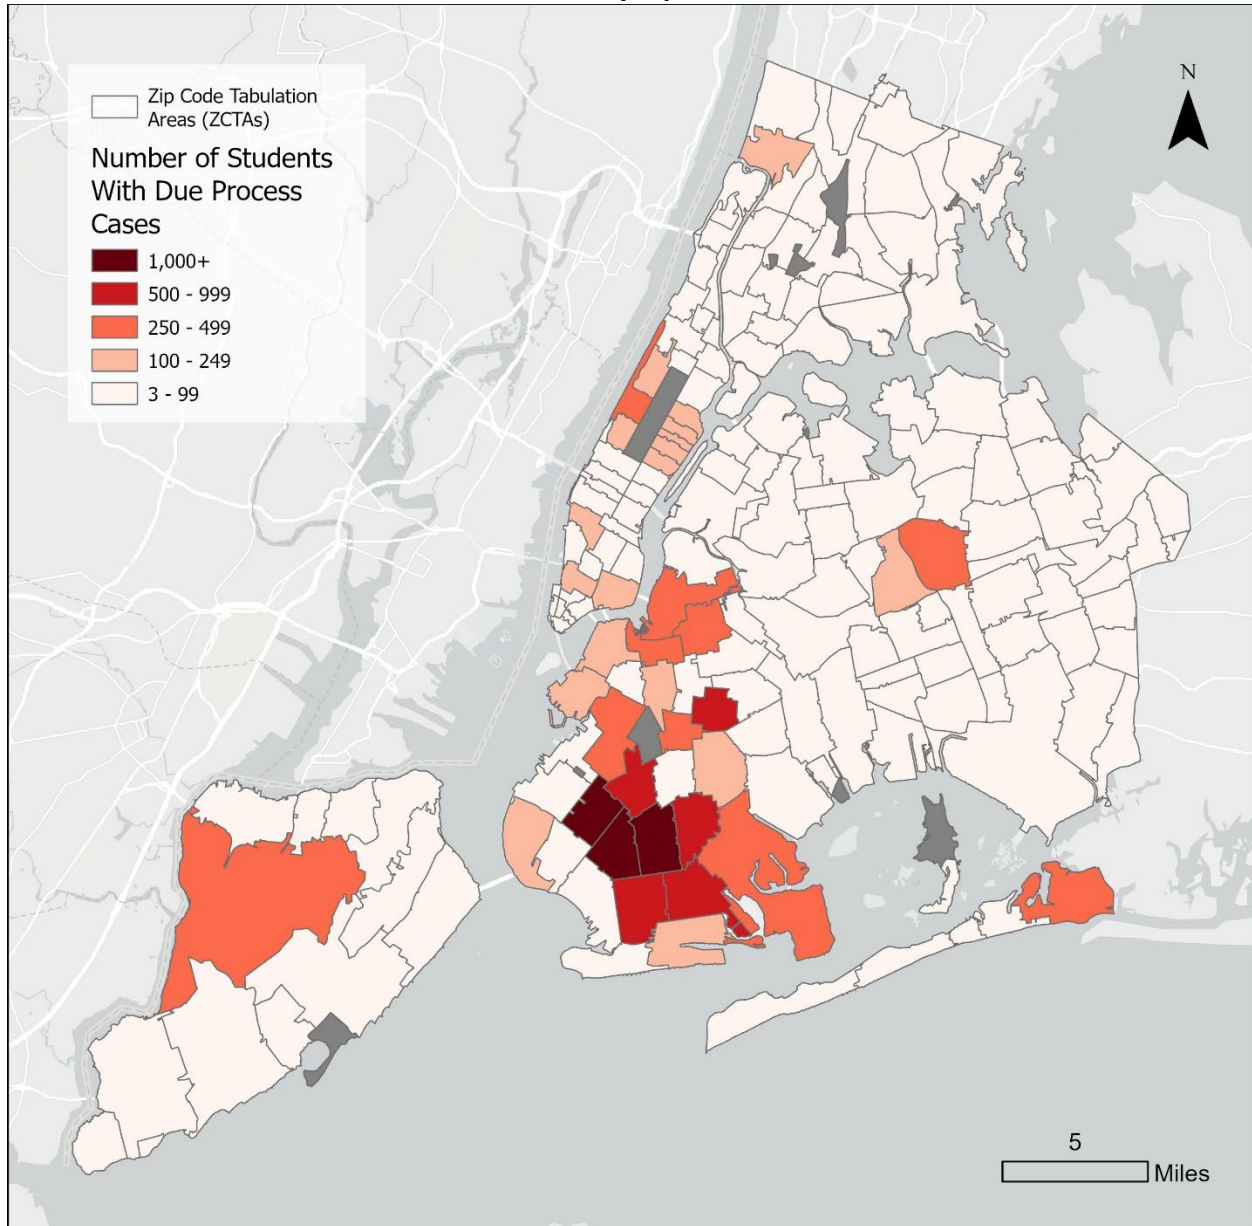 Zip Code Tabulation
Areas (ZCTAs)
Number of Students
With Due Process
Cases
1,000+
500 - 999
250 - 499
100 - 249
3 - 99
N
5
Miles